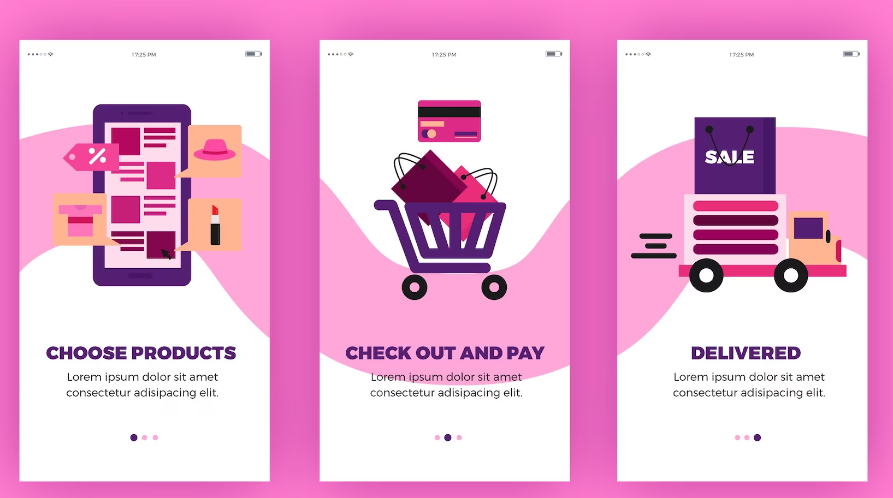 17:25 PM
%
CHOOSE PRODUCTS
Lorem ipsum dolor sit amet
consectetur adisipacing elit.
17:25 PM
CHECK OUT AND PAY
Lorem ipsum dolor sit amet
consectetur adisipacing elit.
17:25 PM
SALE
DELIVERED
Lorem ipsum dolor sit amet
consectetur adisipacing elit.